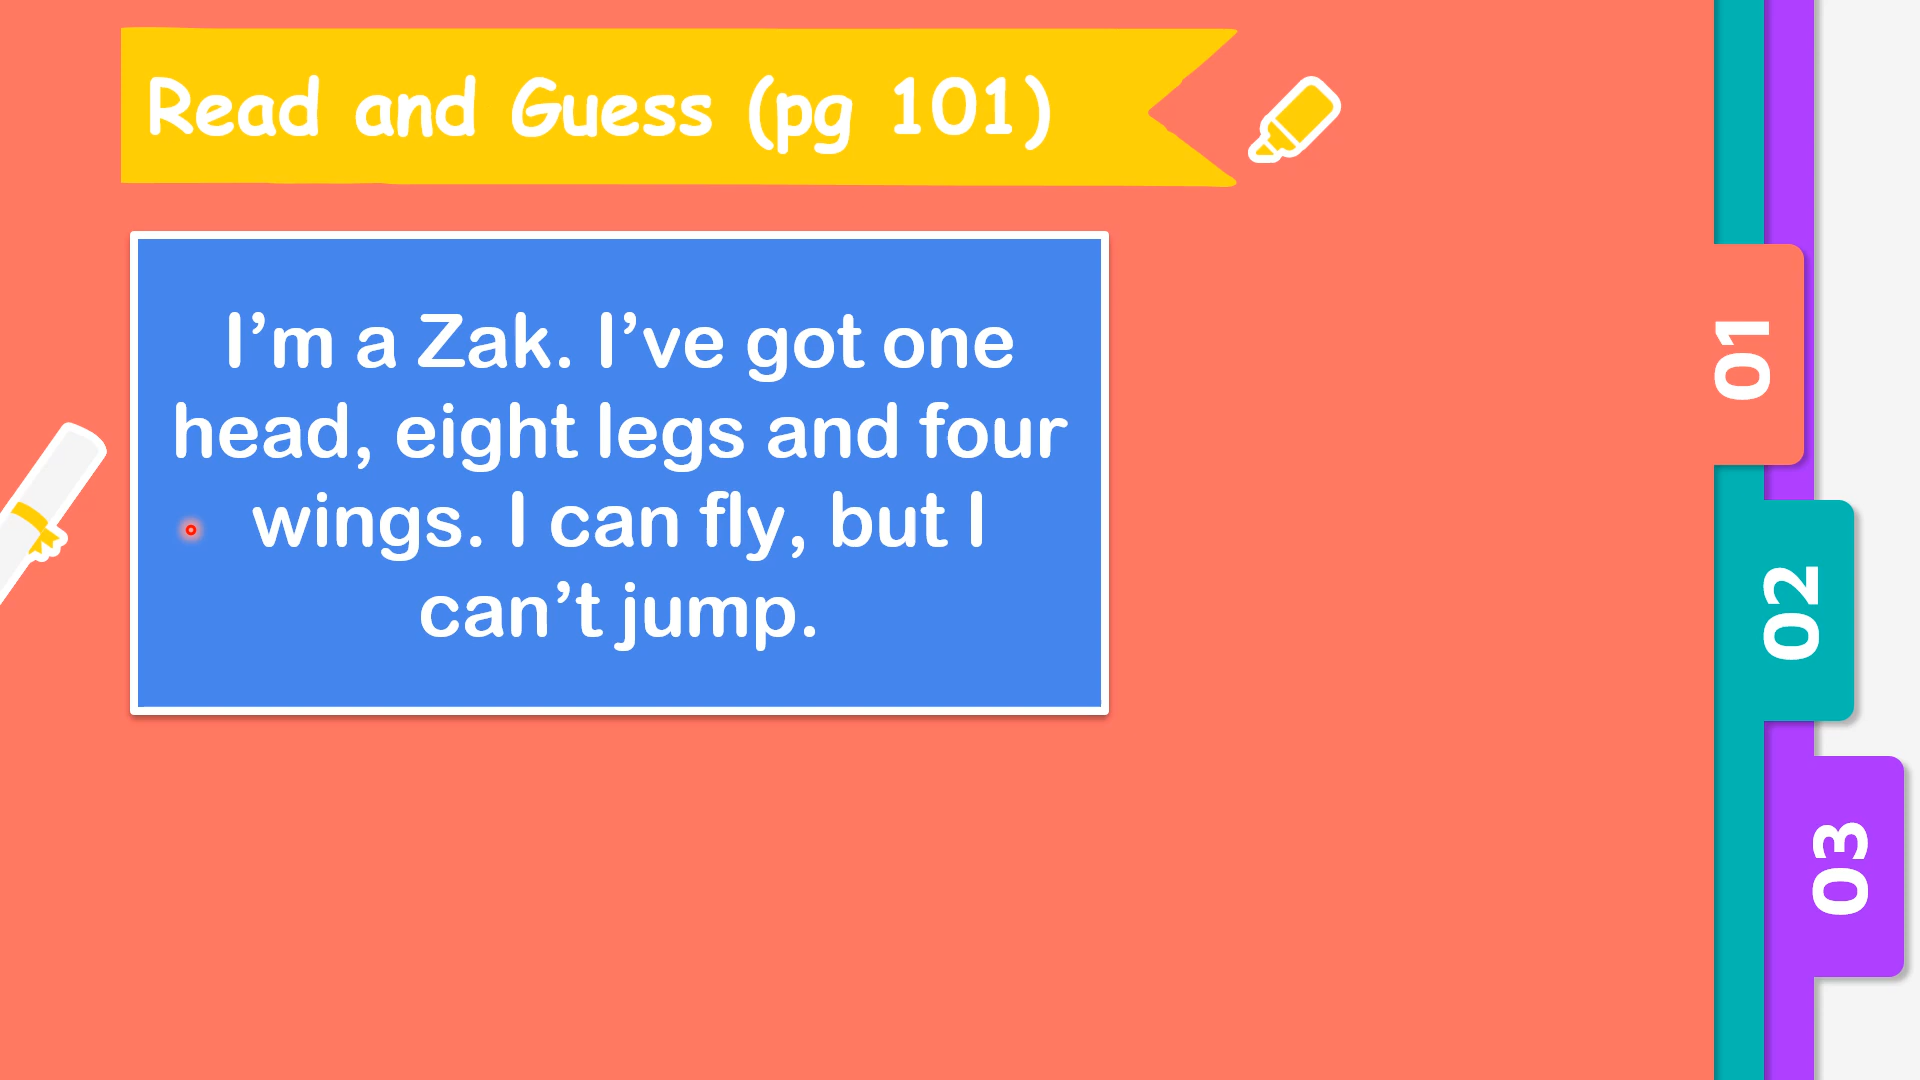 Read and Guess (pg 101)
I’m a Zak. I’ve got one
head, eight legs and four
wings. I can fly, but I
can’t jump.
01
02
03